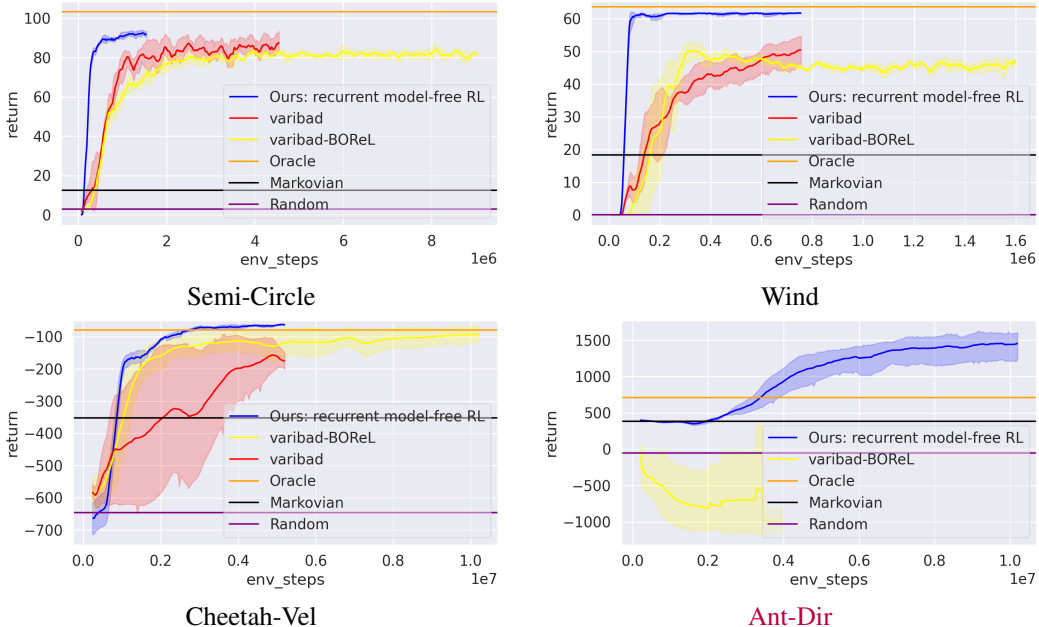 100
80
60
40
20
0
return
Ours: recurrent model-free RL
varibad
varibad-BOReL
Oracle
Markovian
Random
0 2 4 6 8
env_steps 1e6
Semi-Circle
60
50
40
30
20
10
0
return
Ours: recurrent model-free RL
varibad
varibad-BOReL
Oracle
Markovian
Random
0.0 0.2 0.4 0.6 0.8 1.0 1.2 1.4 1.6
env_steps 1e6
Wind
−100
−200
−300
−400
−500
−600
−700
return
Ours: recurrent model-free RL
varibad-BOReL
varibad
Oracle
Markovian
Random
0.0 0.2 0.4 0.6 0.8 1.0
env_steps 1e7
Cheetah-Vel
1500
1000
500
0
−500
−1000
return
Ours: recurrent model-free RL
varibad-BOReL
Oracle
Markovian
Random
0.0 0.2 0.4 0.6 0.8 1.0
env_steps 1e7
Ant-Dir